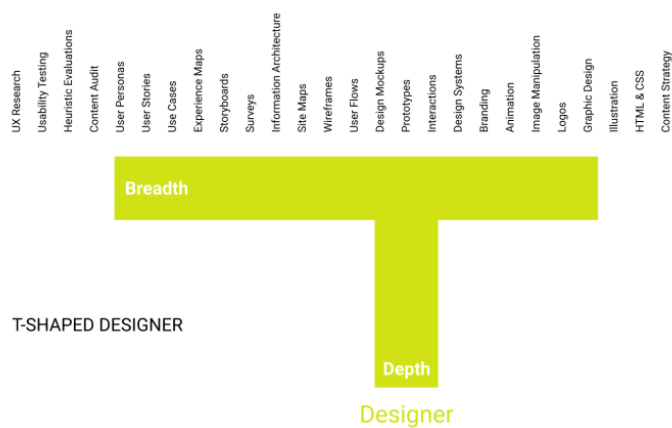 UX Research
Usability Testing
Heuristic Evaluations
Content Audit
User Personas
User Stories
Use Cases
Experience Maps
Storyboards
Surveys
Information Architecture
Site Maps
Wireframes
User Flows
Design Mockups
Prototypes
Interactions
Design Systems
Branding
Animation
Image Manipulation
Logos
Graphic Design
Illustration
HTML & CSS
Content Strategy
Breadth
T-SHAPED DESIGNER
Depth
Designer